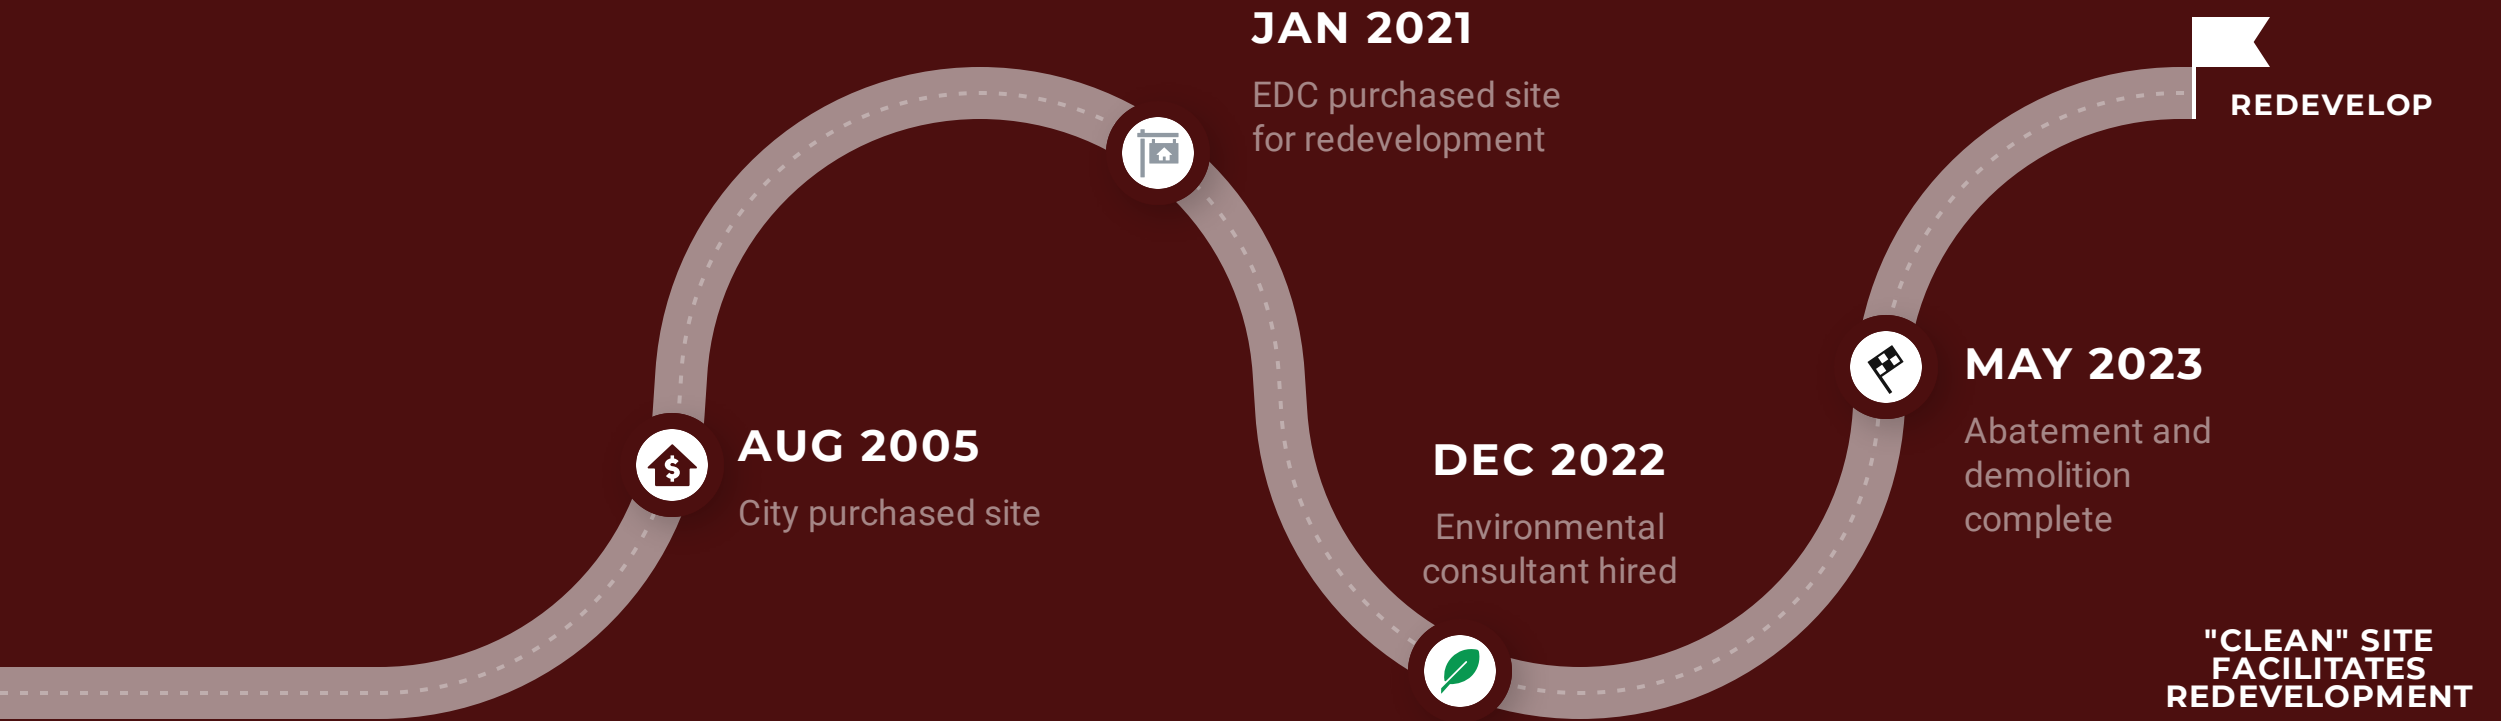 JAN 2021
EDC purchased site
for redevelopment
REDEVELOP
AUG 2005
City purchased site
DEC 2022
Environmental
consultant hired
MAY 2023
Abatement and
demolition
complete
"CLEAN" SITE
FACILITATES
REDEVELOPMENT
$